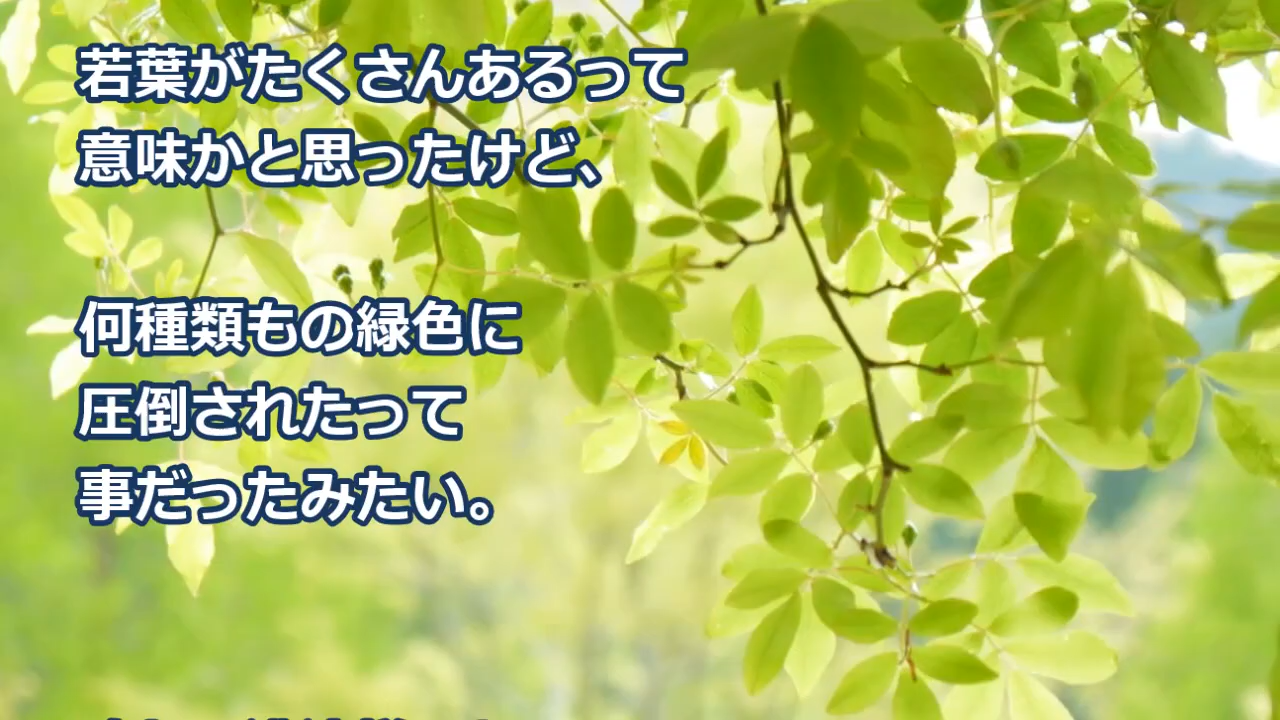 若葉がたくさんあるって
意味かと思ったけど、
何種類もの緑色に
圧倒されたって
事だったみたい。